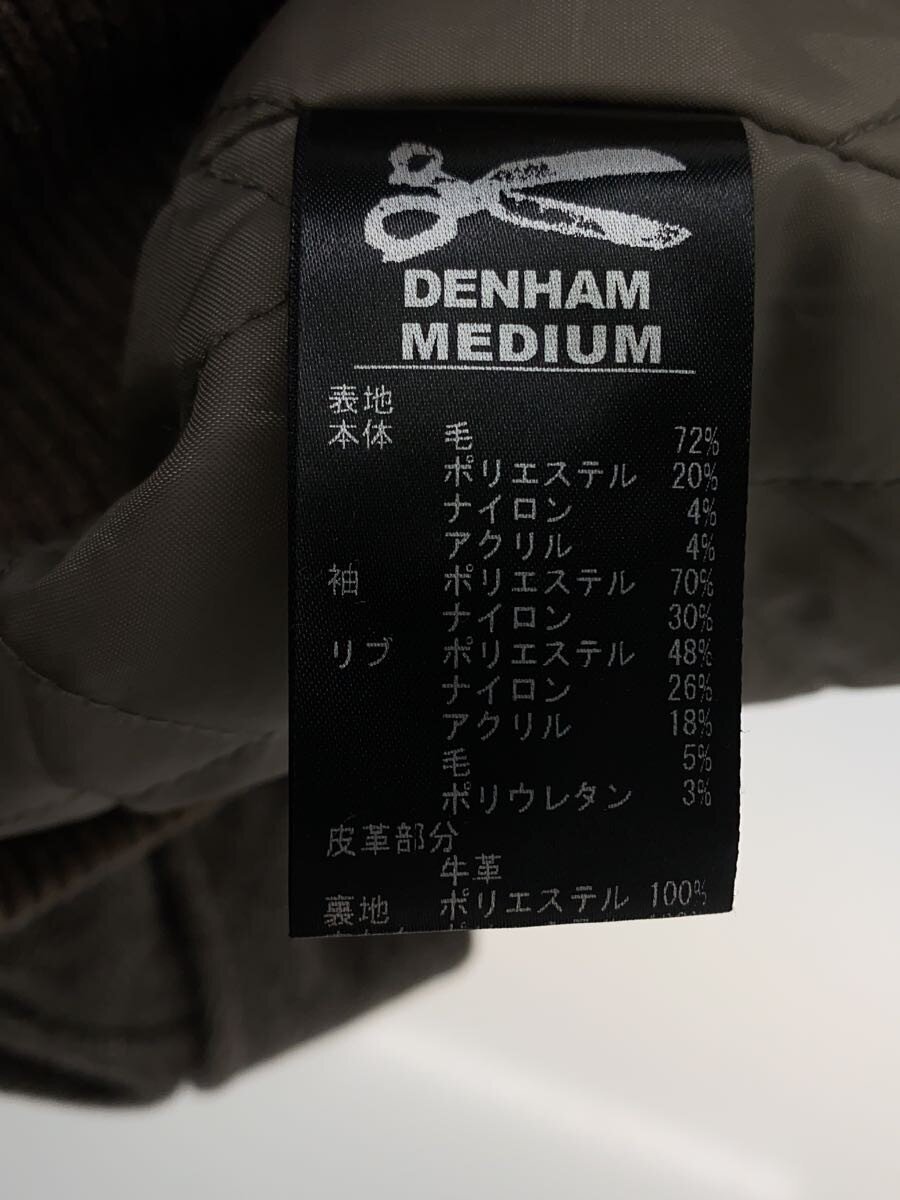 DENHAM
MEDIUM
表地
本体 毛 72%
ポリエステル 20%
ナイロン 4%
アクリル 4%
袖 ポリエステル 70%
ナイロン 30%
リブ ポリエステル 48%
ナイロン 26%
アクリル 18%
毛 5%
ポリウレタン 3%
皮革部分
牛革
裏地 ポリエステル 100%